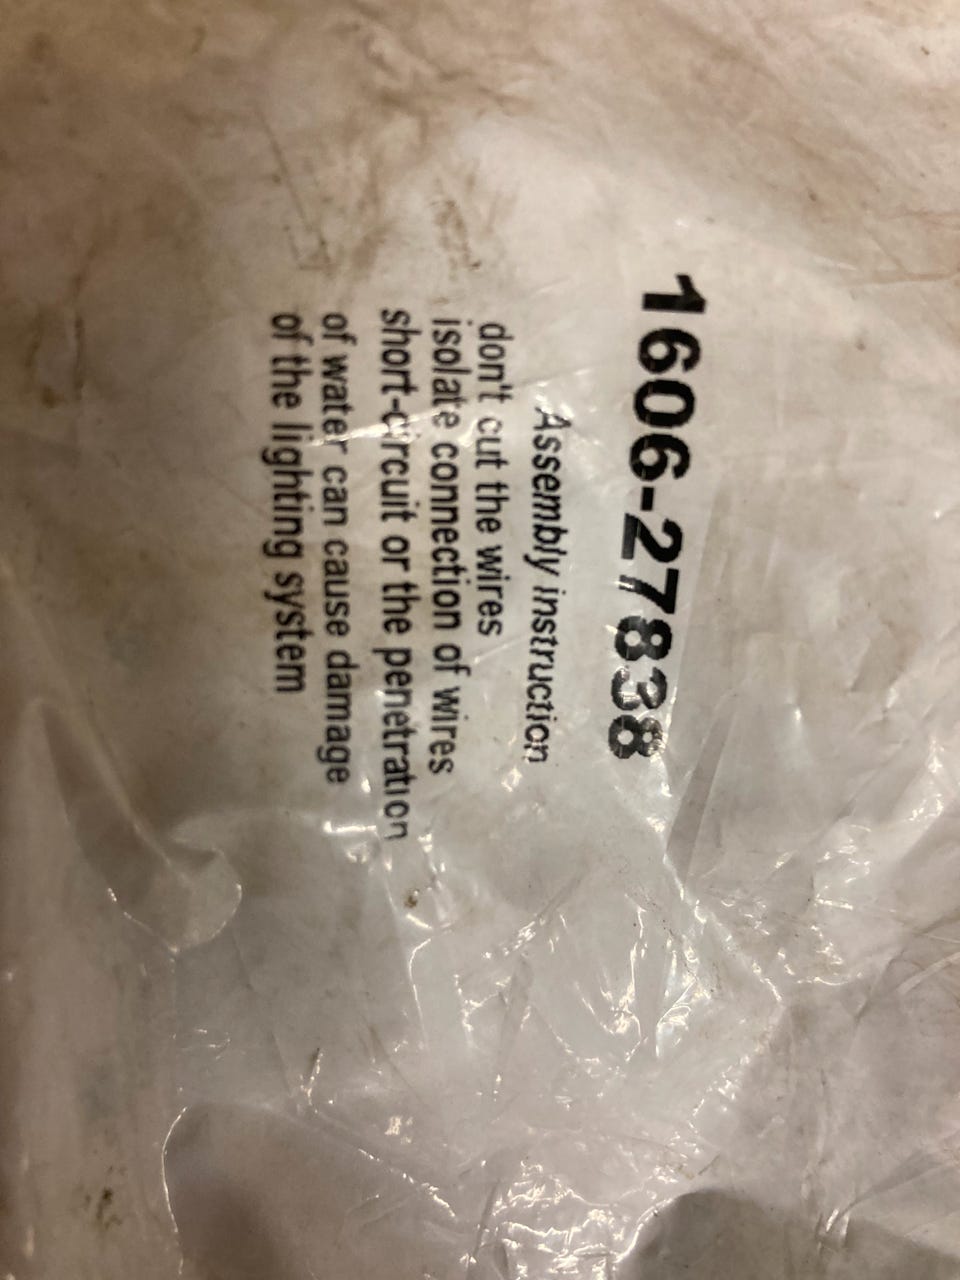 1606-27838
Assembly instruction
don't cut the wires
isolate connection of wires
short-circuit or the penetration
of water can cause damage
of the lighting system